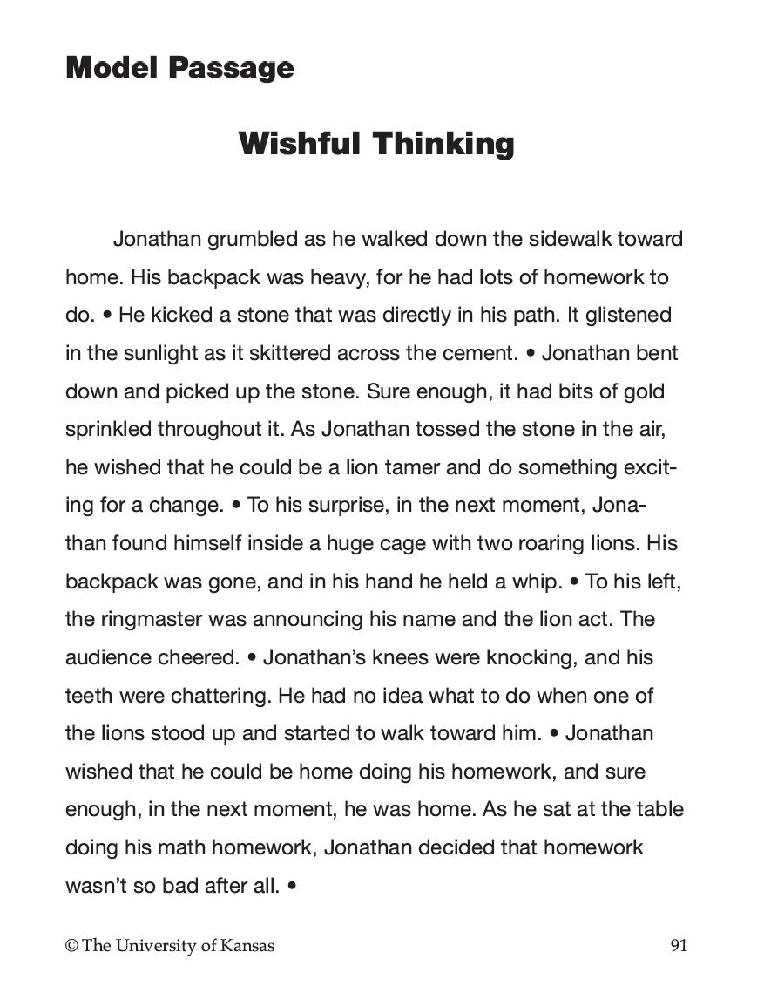 Model Passage
Wishful Thinking
Jonathan grumbled as he walked down the sidewalk toward
home. His backpack was heavy, for he had lots of homework to
do. • He kicked a stone that was directly in his path. It glistened
in the sunlight as it skittered across the cement. • Jonathan bent
down and picked up the stone. Sure enough, it had bits of gold
sprinkled throughout it. As Jonathan tossed the stone in the air,
he wished that he could be a lion tamer and do something excit-
ing for a change. • To his surprise, in the next moment, Jona-
than found himself inside a huge cage with two roaring lions. His
backpack was gone, and in his hand he held a whip. • To his left,
the ringmaster was announcing his name and the lion act. The
audience cheered. • Jonathan’s knees were knocking, and his
teeth were chattering. He had no idea what to do when one of
the lions stood up and started to walk toward him. • Jonathan
wished that he could be home doing his homework, and sure
enough, in the next moment, he was home. As he sat at the table
doing his math homework, Jonathan decided that homework
wasn’t so bad after all. •
© The University of Kansas 91